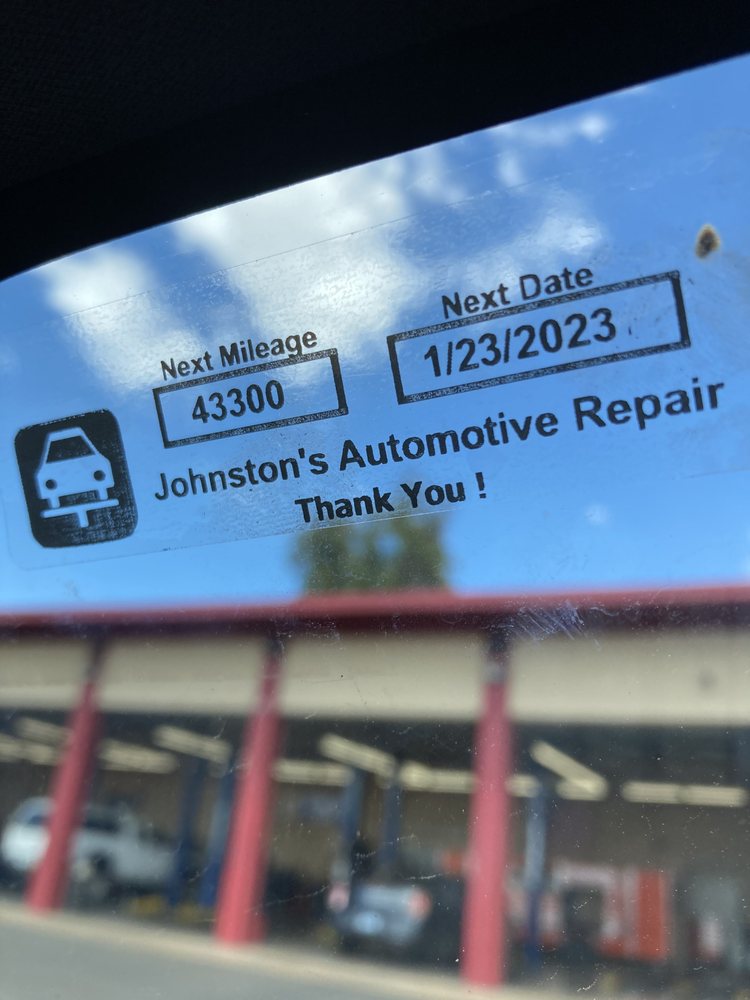 Next Mileage
43300
Next Date
1/23/2023
Johnston's Automotive Repair
Thank You !